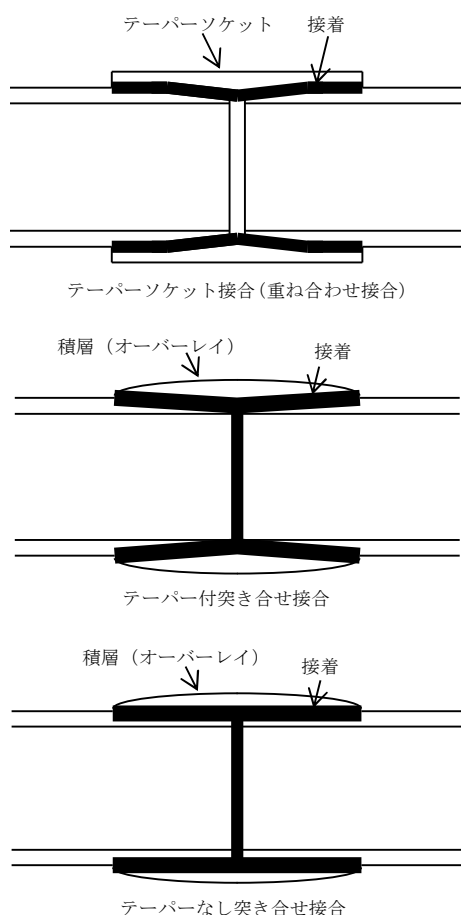 テーパーソケット 接着
テーパーソケット接合(重ね合わせ接合)
積層（オーバーレイ） 接着
テーパー付突き合せ接合
積層（オーバーレイ） 接着
テーパーなし突き合せ接合